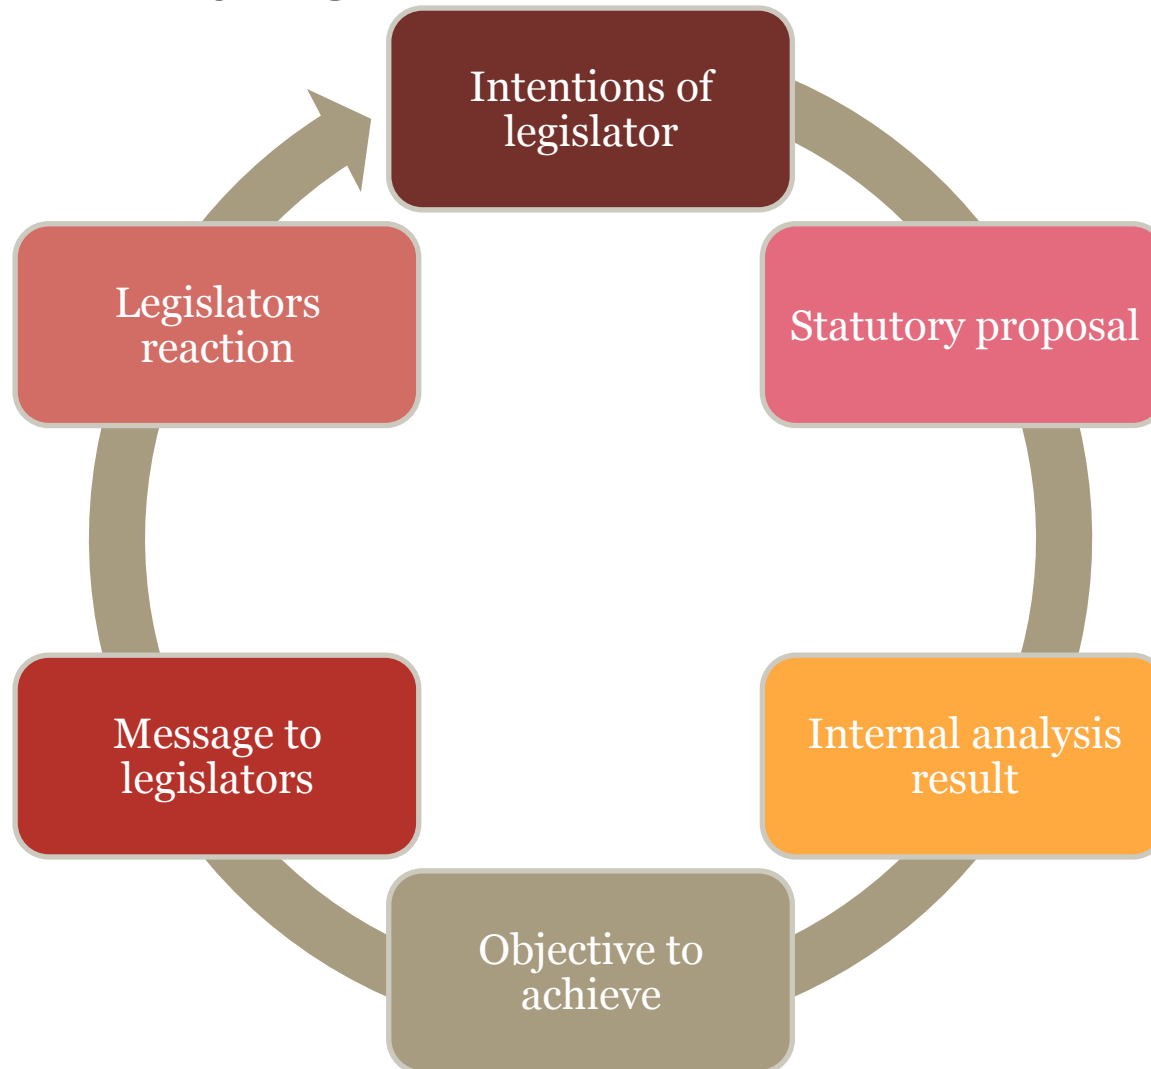 Intentions of
legislator
Statutory proposal
Internal analysis
result
Objective to
achieve
Message to
legislators
Legislators
reaction